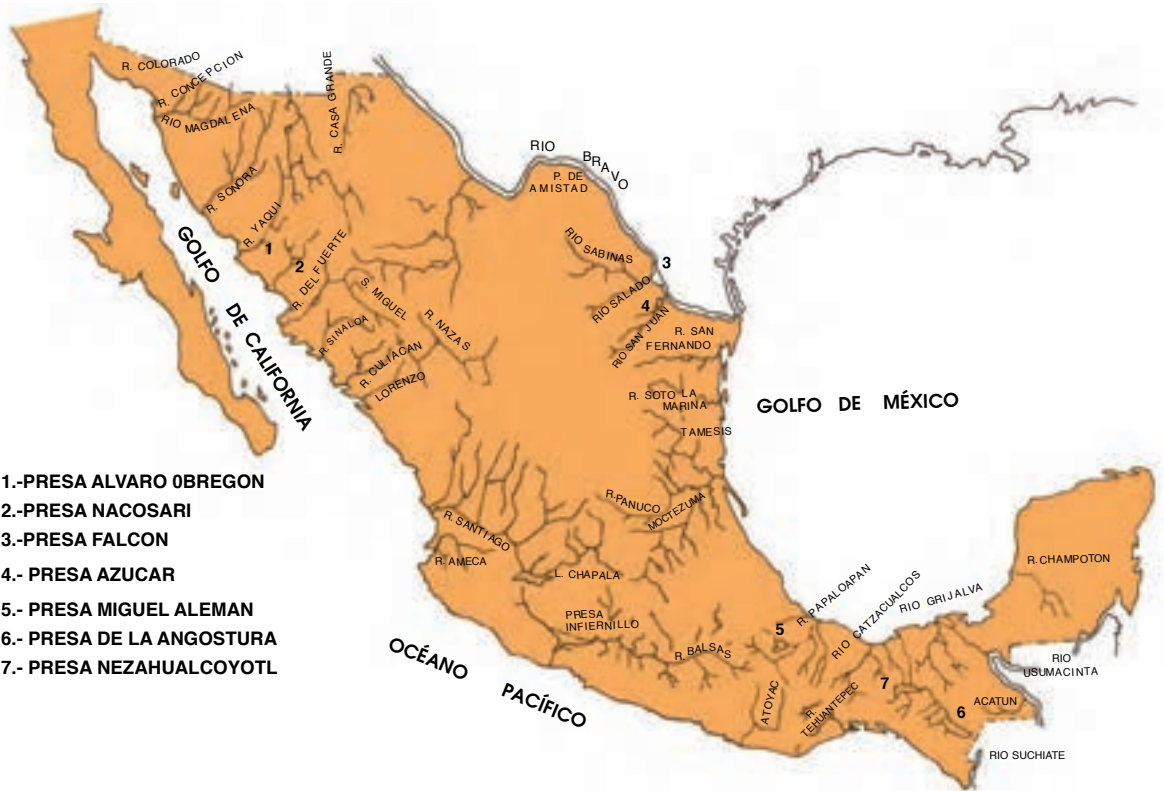 R. COLORADO
R. CONCEPCION
RIO MAGDALENA
R. CASA GRANDE
RIO BRAVO
P. DE
AMISTAD
R. SONORA
R. YAQUI
1
2
R. DEL FUERTE
RIO SABINAS
3
RIO SALADO
4
RIO SAN JUAN
R. SAN
FERNANDO
GOLFO DE CALIFORNIA
S. MIGUEL
R. SINALOA
R. NAZAS
R. CULIACAN
LORENZO
R. SOTO LA
MARINA
TAMESIS
GOLFO DE MÉXICO
1.-PRESA ALVARO 0BREGON
2.-PRESA NACOSARI
3.-PRESA FALCON
4.- PRESA AZUCAR
5.- PRESA MIGUEL ALEMAN
6.- PRESA DE LA ANGOSTURA
7.- PRESA NEZAHUALCOYOTL
R.PANUCO
MOCTEZUMA
R. SANTIAGO
R. AMECA
L. CHAPALA
PRESA
INFIERNILLO
R. BALSAS
OCÉANO PACÍFICO
5
R. PAPALOAPAN
RIO CATZACUALCOS
RIO GRIJALVA
R. CHAMPOTON
ATOYAC
R.
TEHUANTEPEC
7
6
ACATUN
RIO
USUMACINTA
RIO SUCHIATE